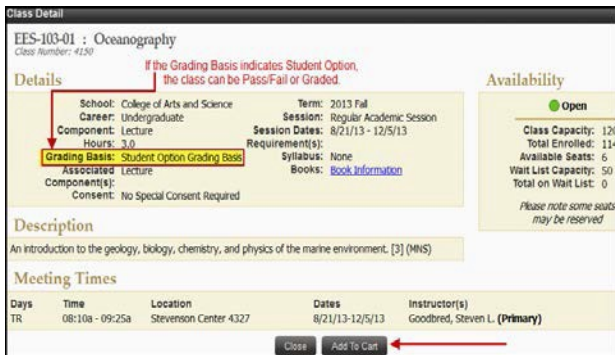 Class Detail
EES-103-01 : Oceanography
Class Number: 4150
If the Grading Basis indicates Student Option,
the class can be Pass/Fail or Graded.
Details
School: College of Arts and Science
Career: Undergraduate
Component: Lecture
Hours: 3.0
Grading Basis: Student Option Grading Basis
Associated Lecture
Component(s):
Consent: No Special Consent Required
Term: 2013 Fall
Session: Regular Academic Session
Session Dates: 8/21/13 - 12/5/13
Requirement(s):
Syllabus: None
Books: Book Information
Availability
Open
Class Capacity: 120
Total Enrolled: 114
Available Seats: 6
Wait List Capacity: 50
Total on Wait List: 0
Please note some seats
may be reserved
Description
An introduction to the geology, biology, chemistry, and physics of the marine environment. [3] (MNS)
Meeting Times
Days Time Location Dates Instructor(s)
TR 08:10a - 09:25a Stevenson Center 4327 8/21/13-12/5/13 Goodbred, Steven L. (Primary)
Close Add To Cart